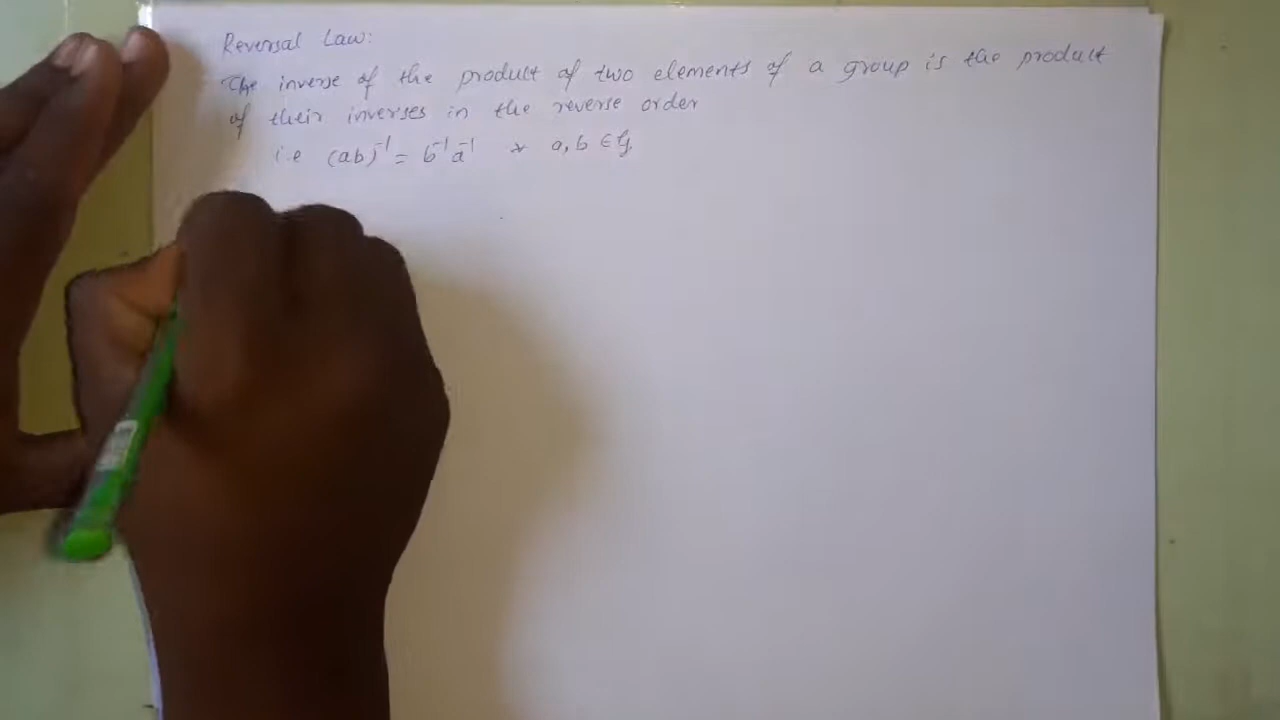 Reversal Law:
The inverse of the product of two elements of a group is the product
of their inverses in the reverse order
i.e (ab)⁻¹ = b⁻¹ a⁻¹ ∀ a, b ∈ G